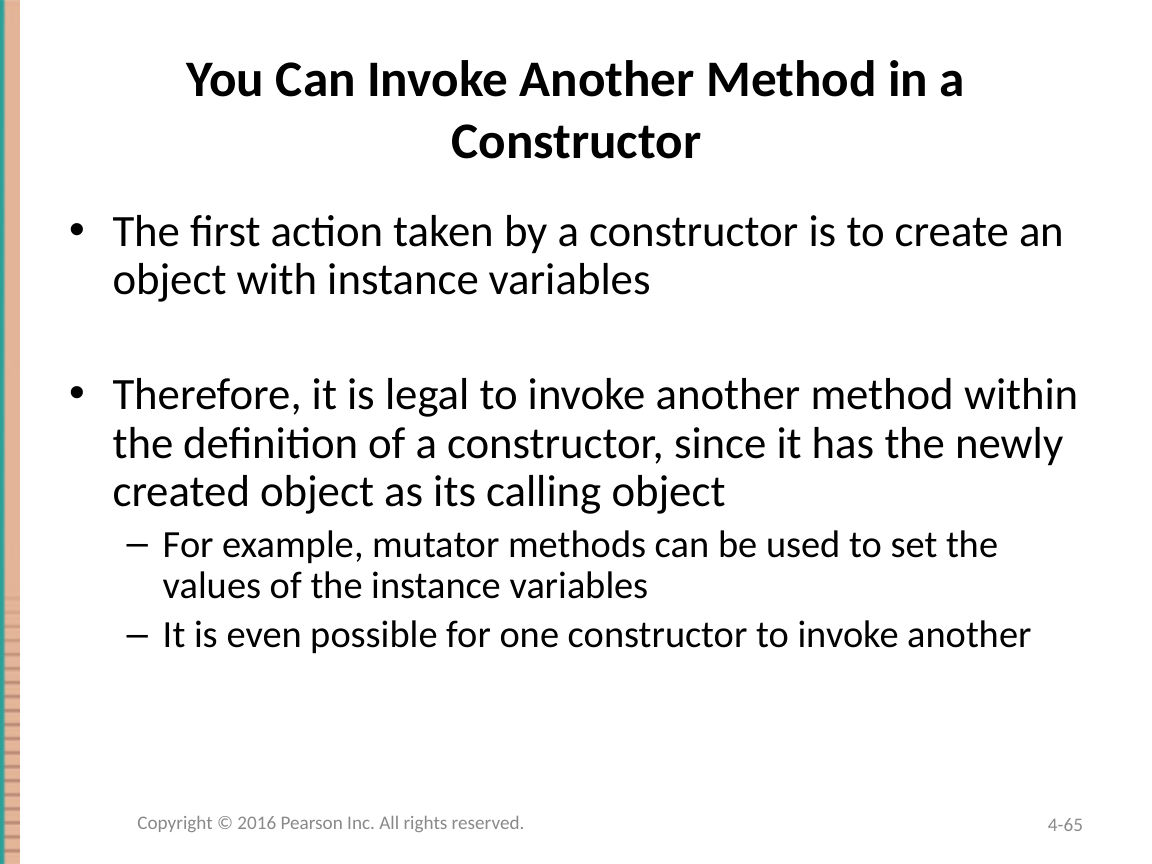 You Can Invoke Another Method in a
Constructor
• The first action taken by a constructor is to create an
object with instance variables
• Therefore, it is legal to invoke another method within
the definition of a constructor, since it has the newly
created object as its calling object
– For example, mutator methods can be used to set the
values of the instance variables
– It is even possible for one constructor to invoke another
Copyright © 2016 Pearson Inc. All rights reserved.
4-65